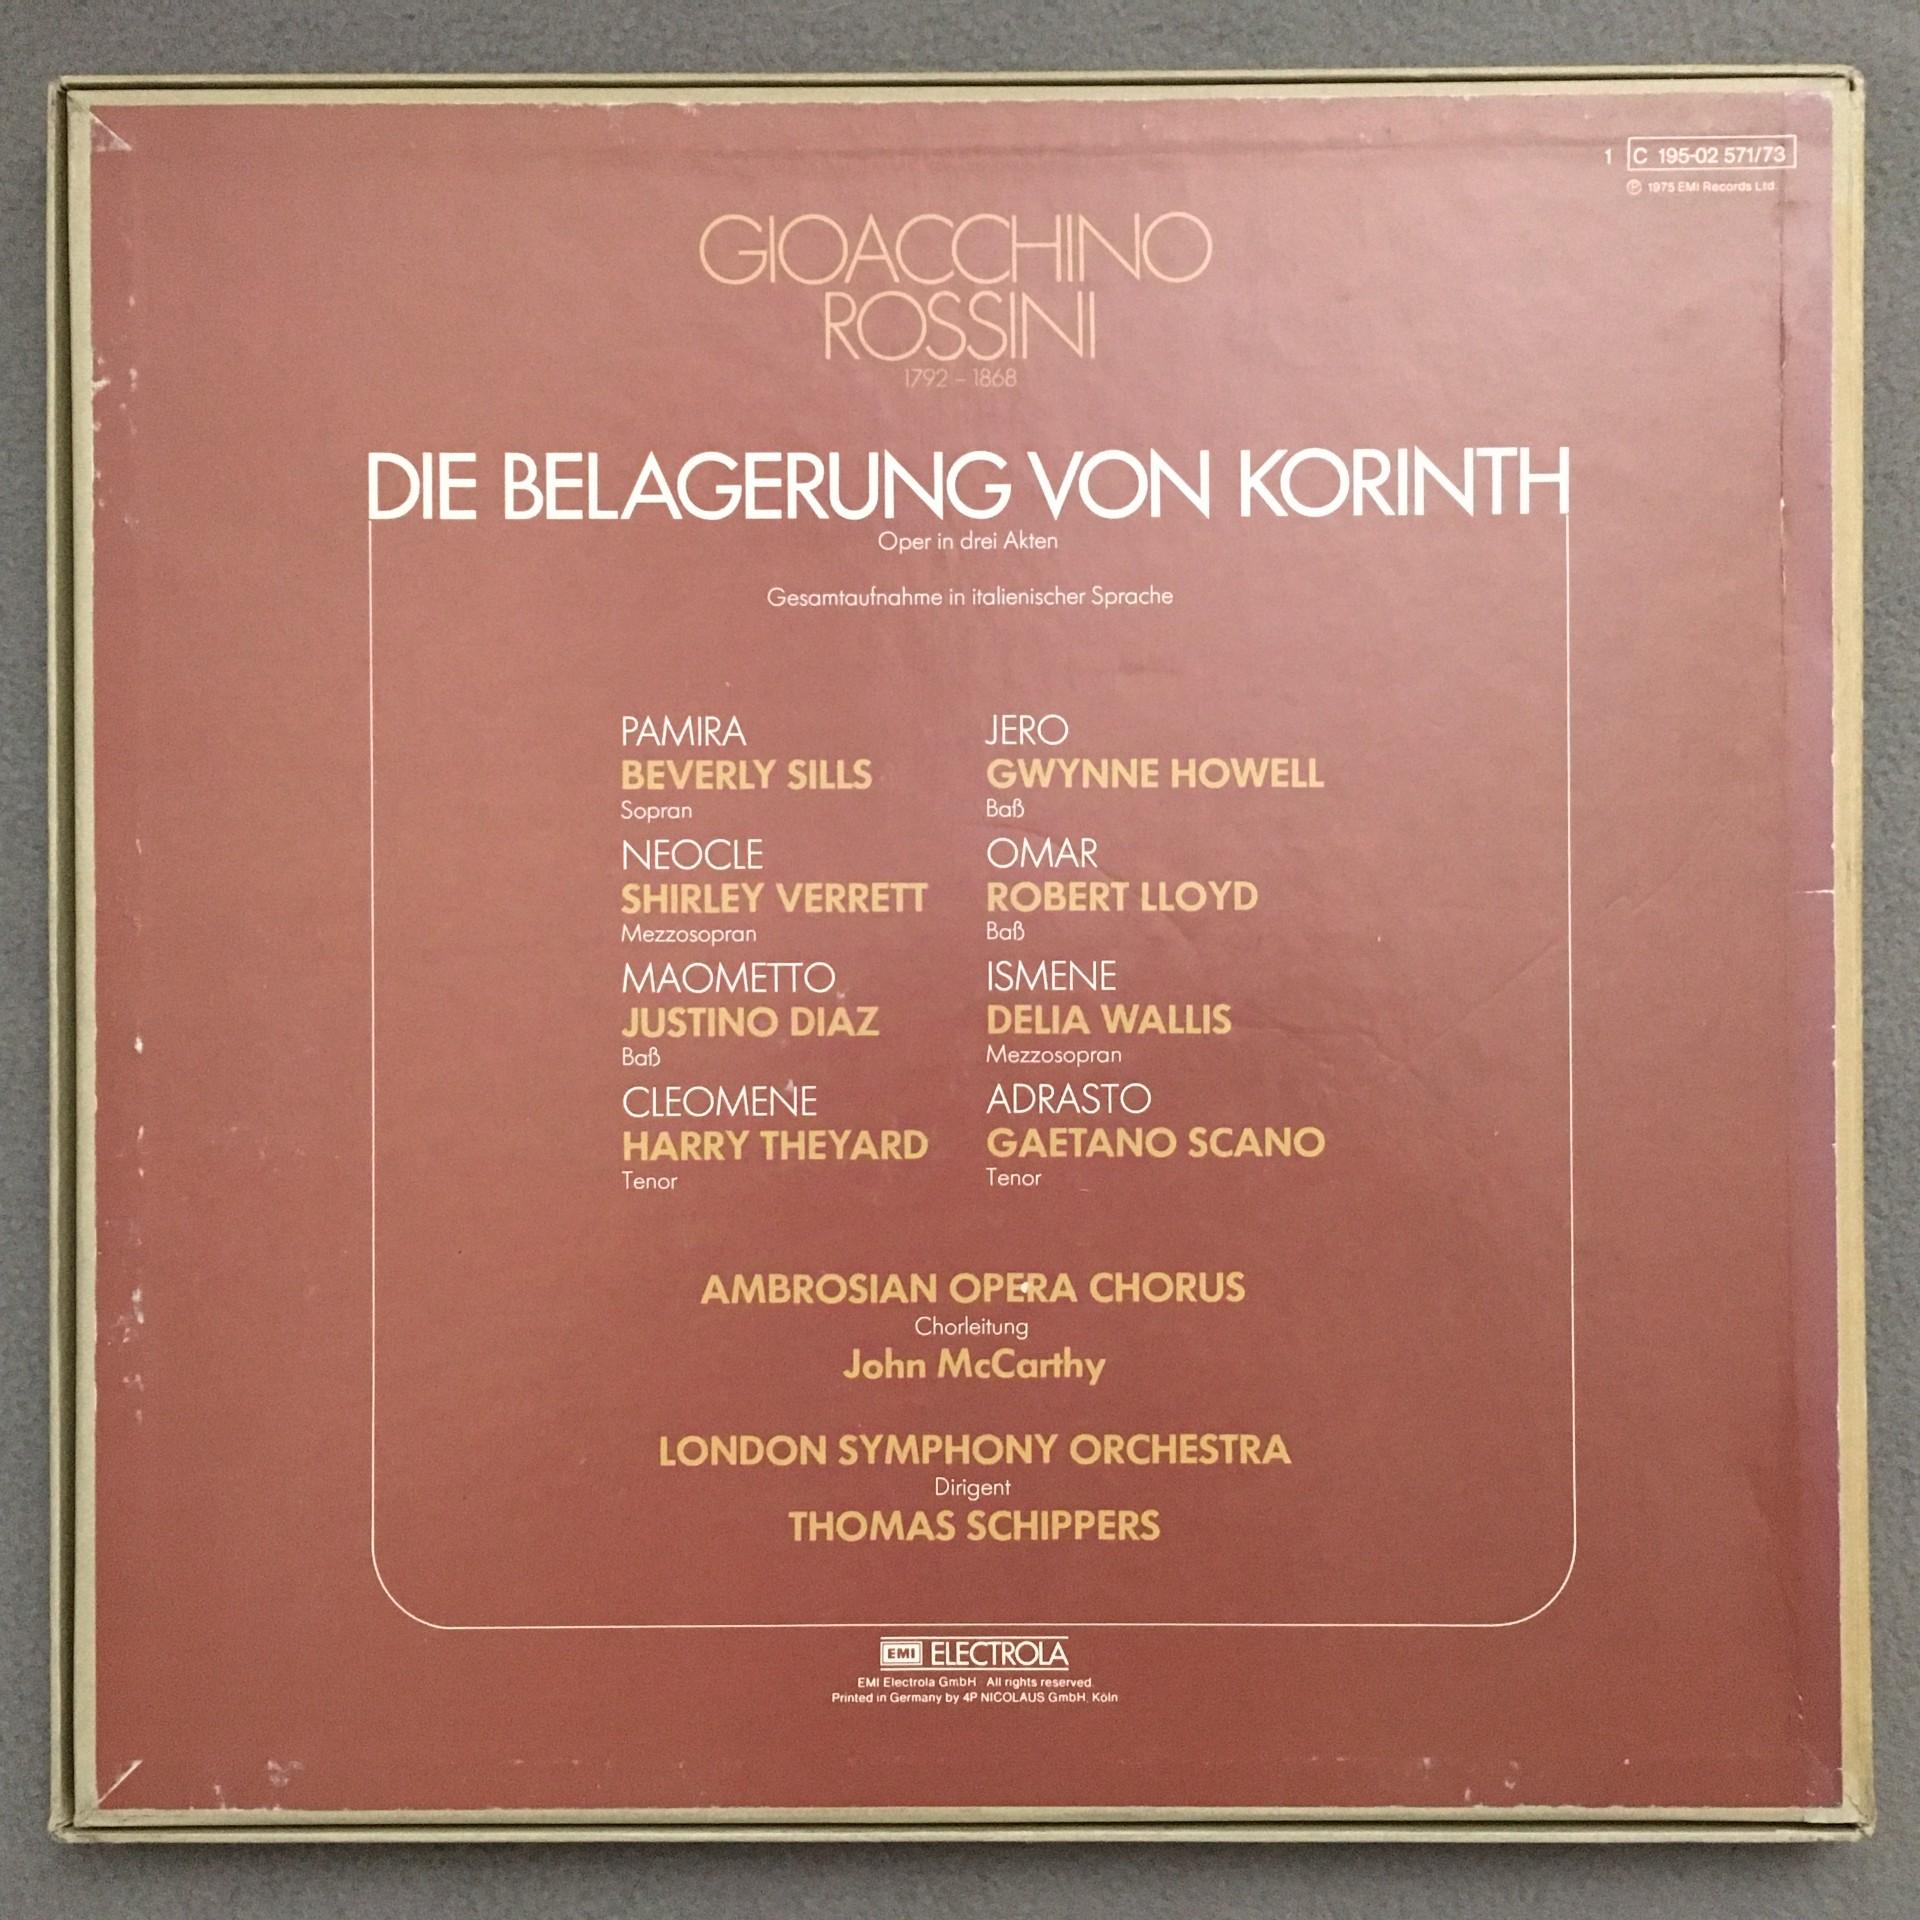 1 C 195-02 571/73
℗ 1975 EMI Records Ltd.
GIOACCHINO
ROSSINI
1792 – 1868
DIE BELAGERUNG VON KORINTH
Oper in drei Akten
Gesamtaufnahme in italienischer Sprache
PAMIRA
BEVERLY SILLS
Sopran
NEOCLE
SHIRLEY VERRETT
Mezzosopran
MAOMETTO
JUSTINO DIAZ
Baß
CLEOMENE
HARRY THEYARD
Tenor
JERO
GWYNNE HOWELL
Baß
OMAR
ROBERT LLOYD
Baß
ISMENE
DELIA WALLIS
Mezzosopran
ADRASTO
GAETANO SCANO
Tenor
AMBROSIAN OPERA CHORUS
Chorleitung
John McCarthy
LONDON SYMPHONY ORCHESTRA
Dirigent
THOMAS SCHIPPERS
EMI ELECTROLA
EMI Electrola GmbH All rights reserved.
Printed in Germany by 4P NICOLAUS GmbH, Köln